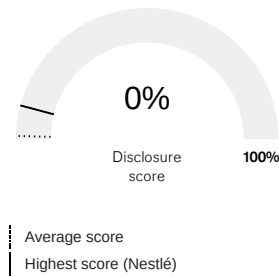 0%
Disclosure
score
100%
Average score
Highest score (Nestlé)